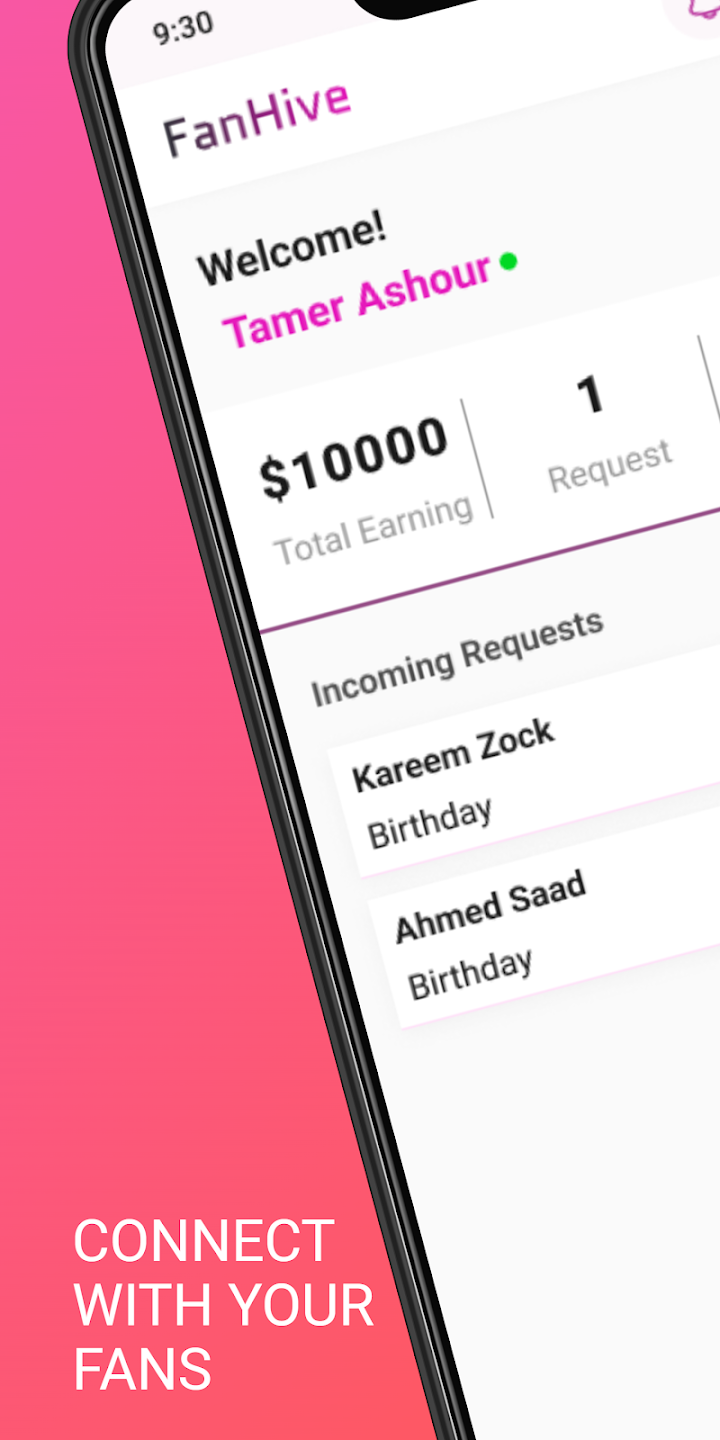 9:30
FanHive
Welcome!
Tamer Ashour
$10000
Total Earning
1
Request
Incoming Requests
Kareem Zock
Birthday
Ahmed Saad
Birthday
CONNECT
WITH YOUR
FANS